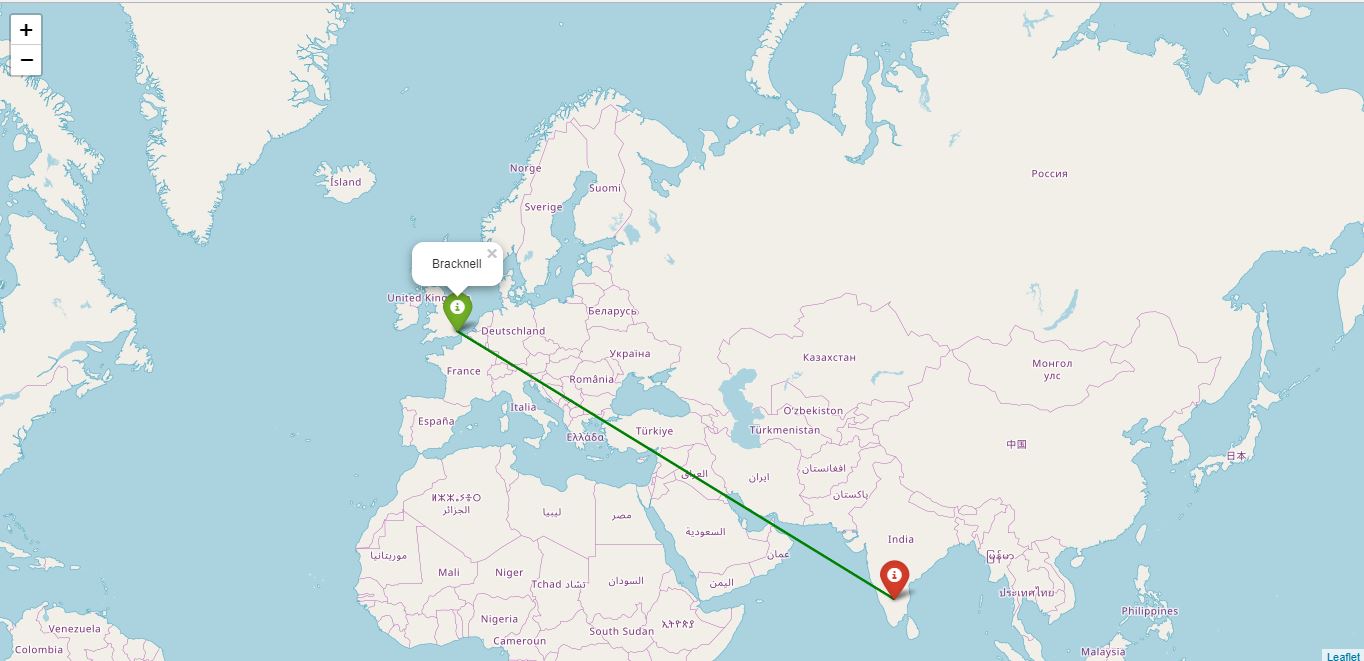 +
−
Россия
Norge
Ísland
Suomi
Sverige
×
Bracknell
United King
Беларусь
Deutschland
Україна
Казахстан
Монгол
улс
France
România
Italia
O'zbekiston
España
Türkiye
Türkmenistan
Ελλάδα
中国
日本
العراق
ایران
افغانستان
پاکستان
ⵍⵣⵣⴰⵢⴻⵔ
الجزائر
ليبيا
مصر
السعودية
India
موريتانيا
عمان
မြန်မာ
Mali
Niger
Tchad تشاد
السودان
اليمن
ประเทศไทย
Philippines
Nigeria
Venezuela
South Sudan
ኢትዮጵያ
Cameroun
Colombia
Malaysia
Leaflet